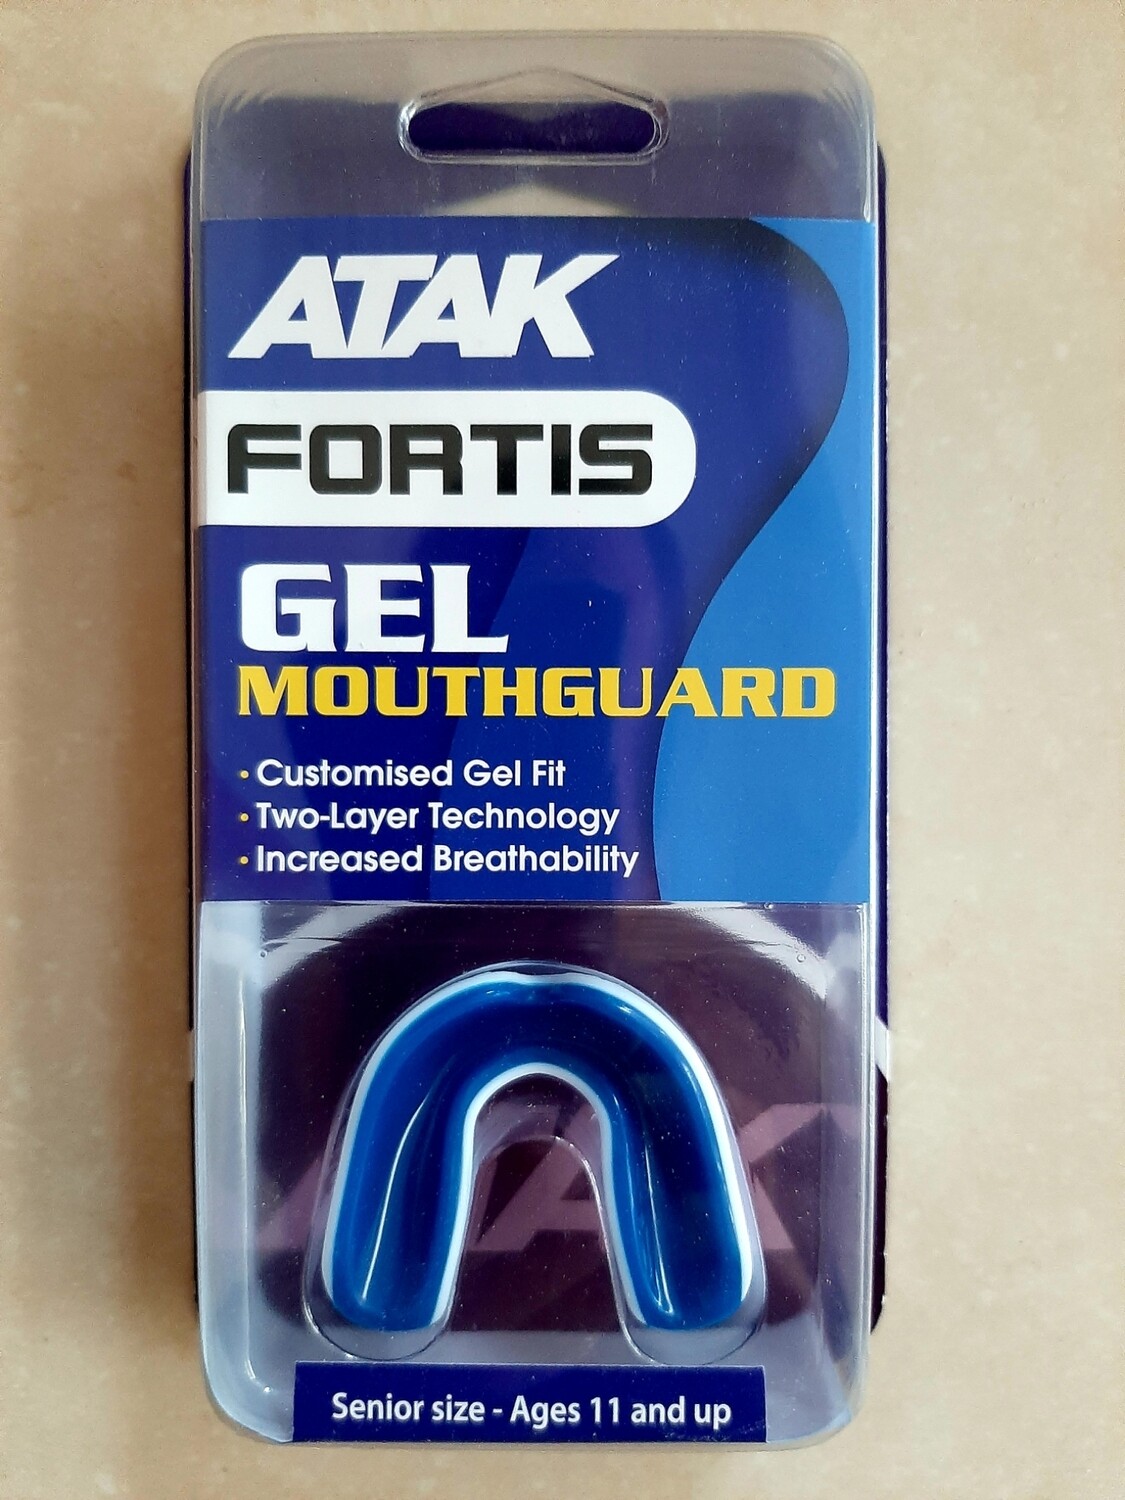 ATAK
FORTIS
GEL
MOUTHGUARD
• Customised Gel Fit
• Two-Layer Technology
• Increased Breathability
ATAK
Senior size - Ages 11 and up